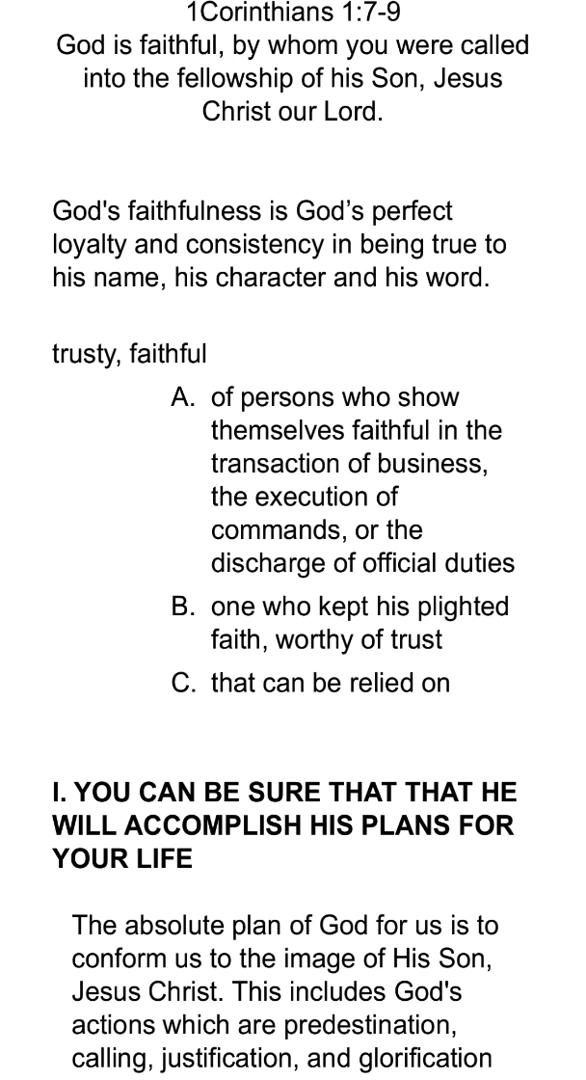 1Corinthians 1:7-9
God is faithful, by whom you were called
into the fellowship of his Son, Jesus
Christ our Lord.
God's faithfulness is God’s perfect
loyalty and consistency in being true to
his name, his character and his word.
trusty, faithful
A. of persons who show
themselves faithful in the
transaction of business,
the execution of
commands, or the
discharge of official duties
B. one who kept his plighted
faith, worthy of trust
C. that can be relied on
I. YOU CAN BE SURE THAT THAT HE
WILL ACCOMPLISH HIS PLANS FOR
YOUR LIFE
The absolute plan of God for us is to
conform us to the image of His Son,
Jesus Christ. This includes God's
actions which are predestination,
calling, justification, and glorification